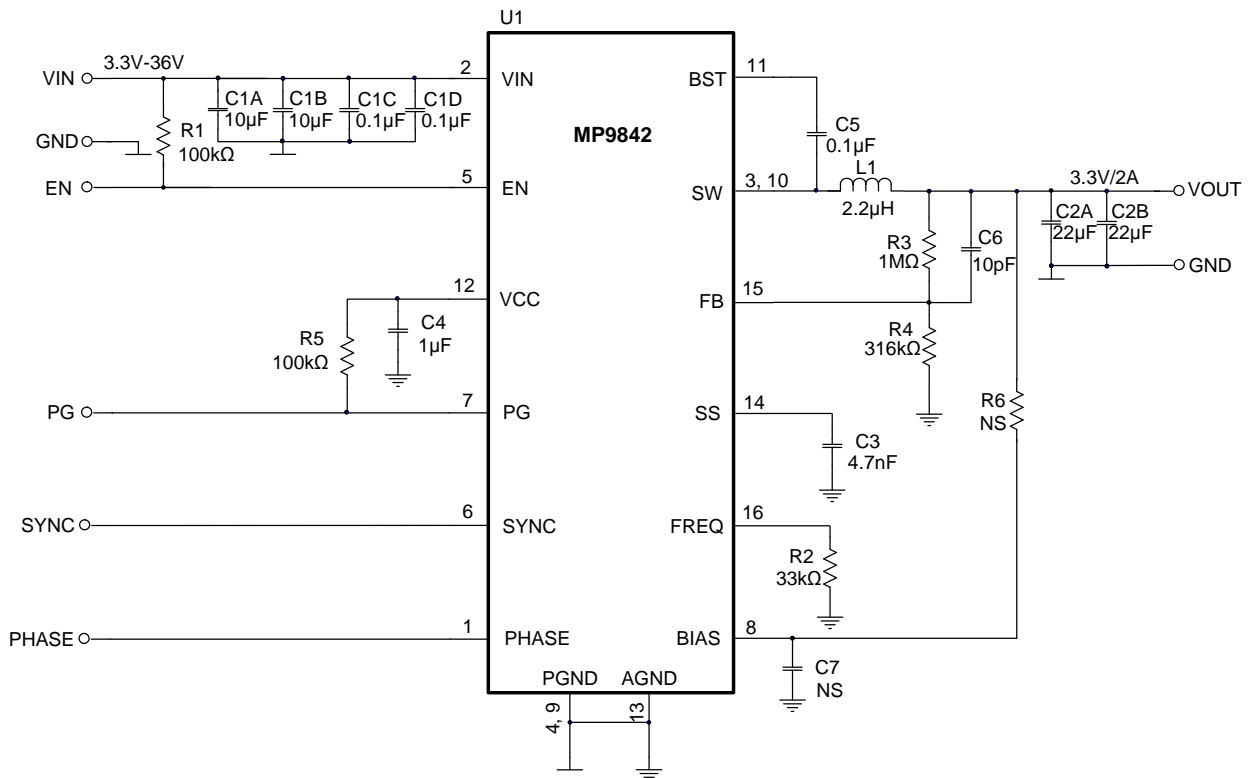 U1
MP9842
VIN
3.3V-36V
2
VIN
C1A
10µF
C1B
10µF
C1C
0.1µF
C1D
0.1µF
GND
R1
100kΩ
EN
5
EN
12
VCC
C4
1µF
R5
100kΩ
PG
7
PG
SYNC
6
SYNC
PHASE
1
PHASE
PGND
AGND
4, 9
13
BST
11
C5
0.1µF
SW
3, 10
L1
2.2µH
3.3V/2A
VOUT
R3
1MΩ
C6
10pF
C2A
22µF
C2B
22µF
GND
FB
15
R4
316kΩ
R6
NS
SS
14
C3
4.7nF
FREQ
16
R2
33kΩ
BIAS
8
C7
NS